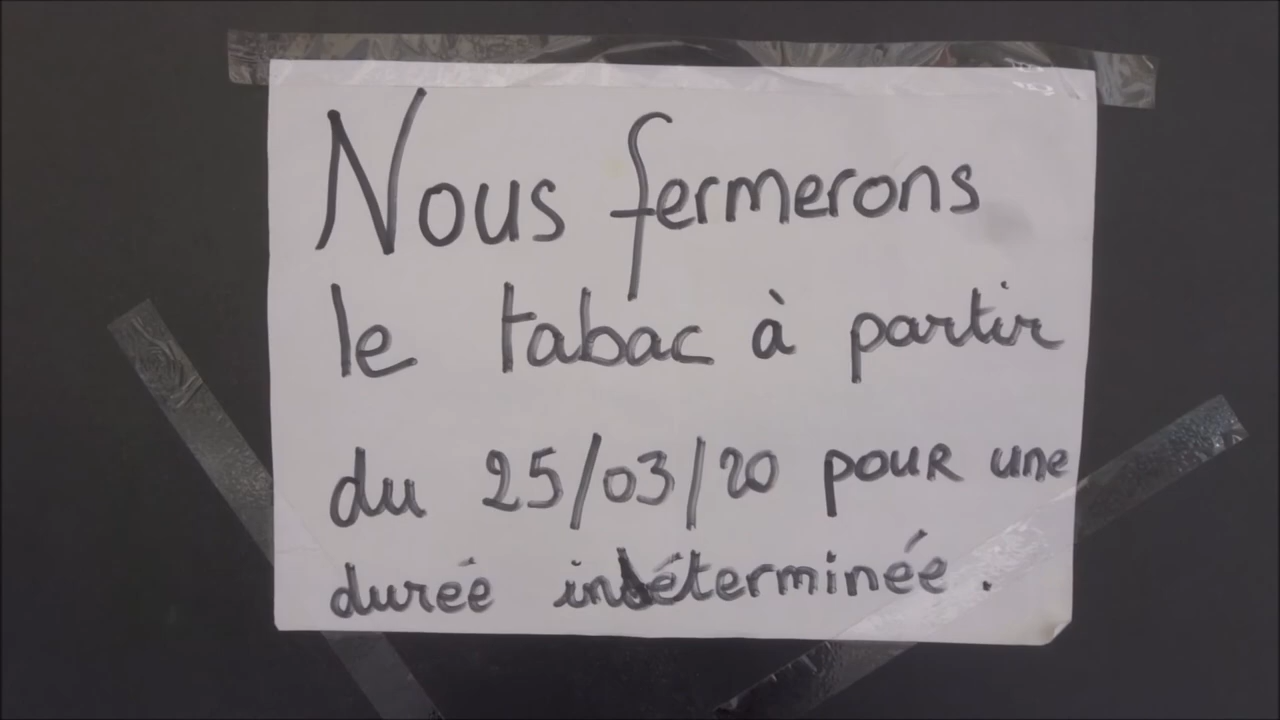 Nous fermerons
le tabac à partir
du 25/03/20 pour une
durée indéterminée.